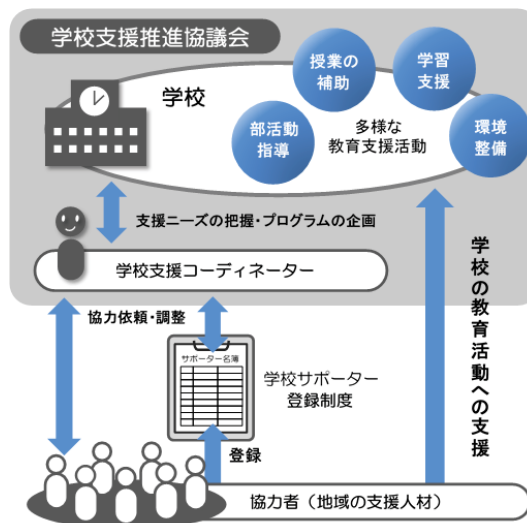 学校支援推進協議会
学校
授業の
補助
学習
支援
部活動
指導
多様な
教育支援活動
環境
整備
支援ニーズの把握・プログラムの企画
学校支援コーディネーター
協力依頼・調整
サポーター名簿
学校サポーター
登録制度
登録
学校の教育活動への支援
協力者（地域の支援人材）